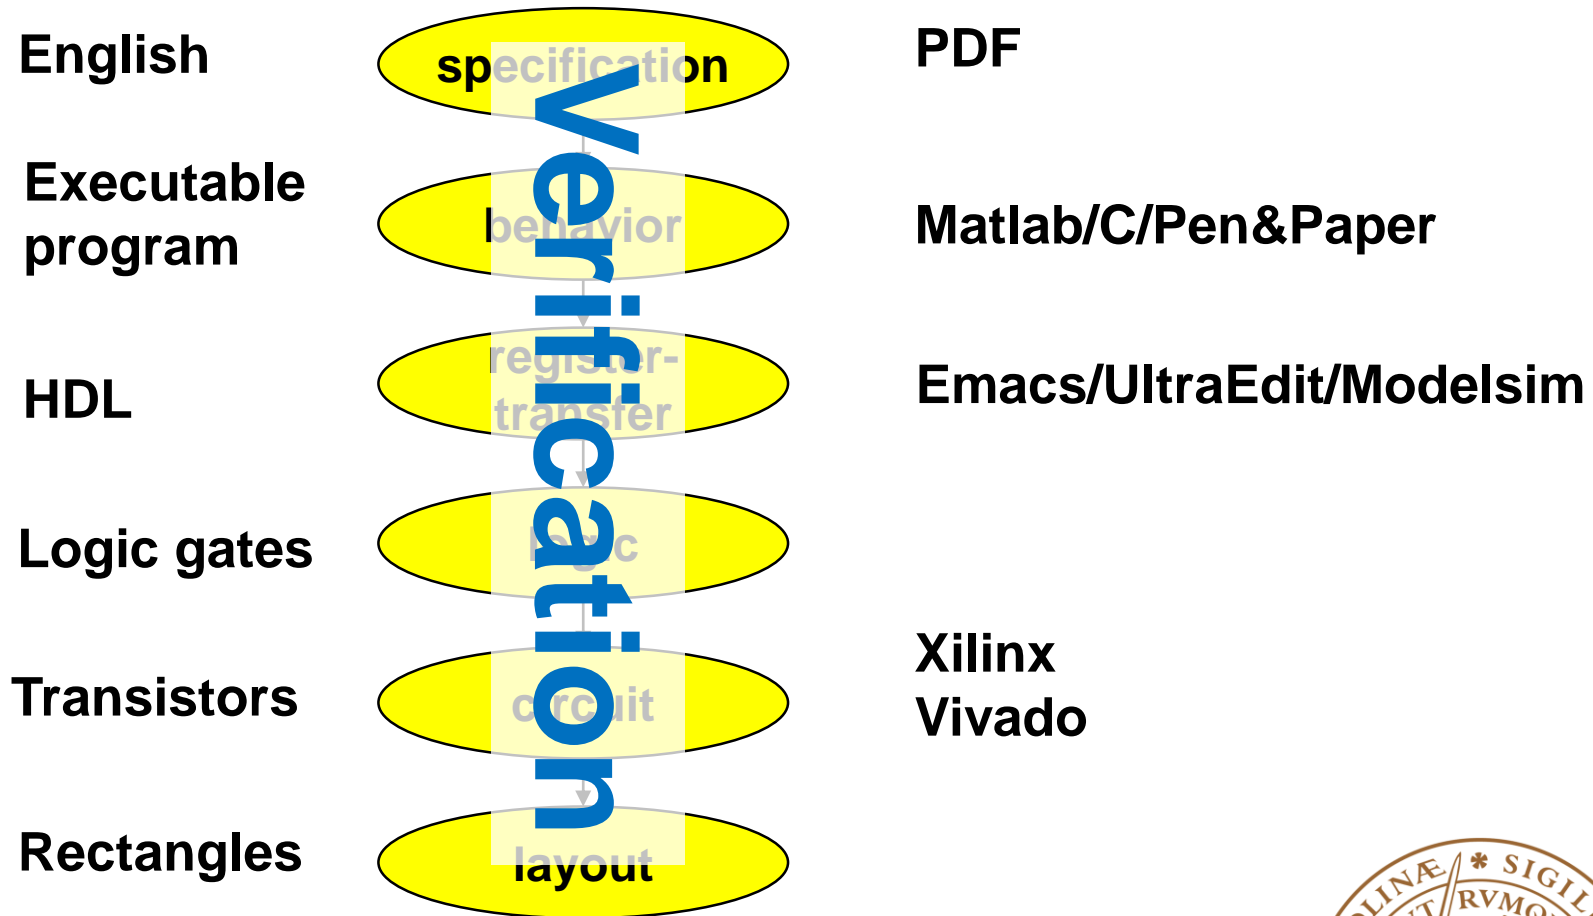 English
specification
PDF
Executable
program
behavior
Matlab/C/Pen&Paper
HDL
register-
transfer
Emacs/UltraEdit/Modelsim
Logic gates
logic
Transistors
circuit
Xilinx
Vivado
Rectangles
layout
Verification
SIGIL